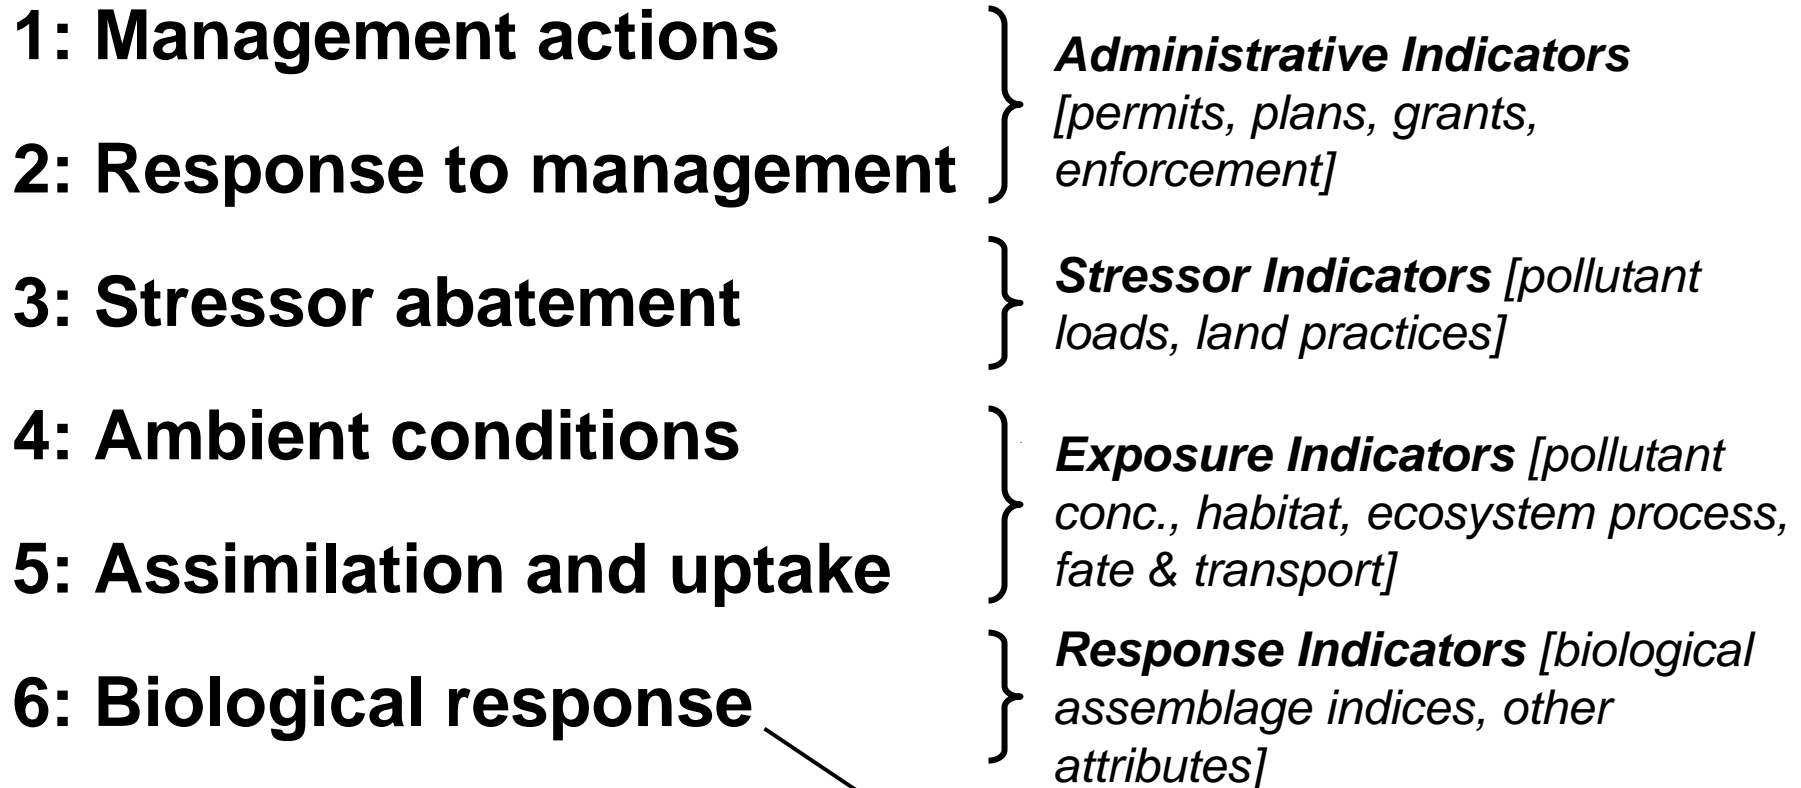 1: Management actions
2: Response to management
Administrative Indicators
[permits, plans, grants,
enforcement]
3: Stressor abatement
Stressor Indicators [pollutant
loads, land practices]
4: Ambient conditions
5: Assimilation and uptake
Exposure Indicators [pollutant
conc., habitat, ecosystem process,
fate & transport]
6: Biological response
Response Indicators [biological
assemblage indices, other
attributes]